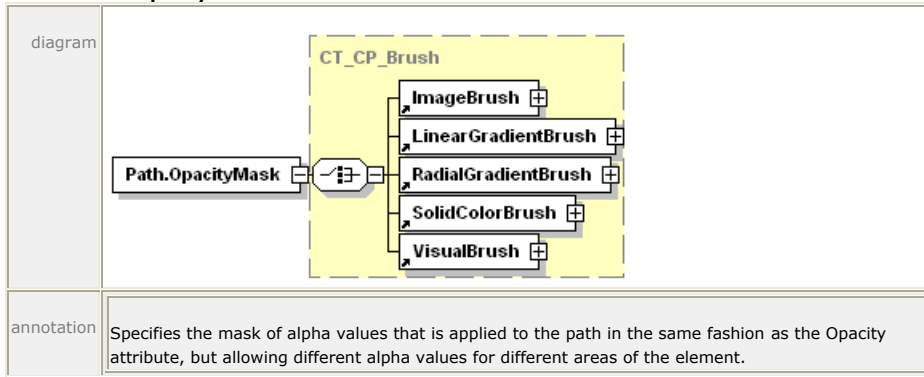 diagram
CT_CP_Brush
ImageBrush
LinearGradientBrush
Path.OpacityMask
RadialGradientBrush
SolidColorBrush
VisualBrush
annotation
Specifies the mask of alpha values that is applied to the path in the same fashion as the Opacity
attribute, but allowing different alpha values for different areas of the element.